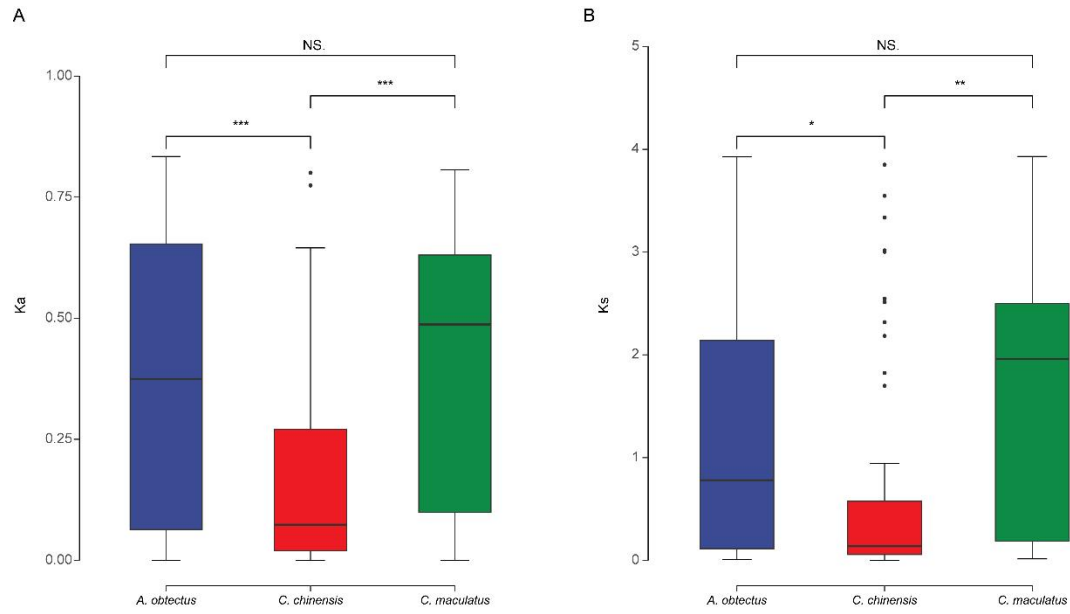 A
NS.
***
***
1.00
0.75
0.50
0.25
0.00
Ka
A. obtectus
C. chinensis
C. maculatus
B
NS.
**
*
5
4
3
2
1
0
Ks
A. obtectus
C. chinensis
C. maculatus